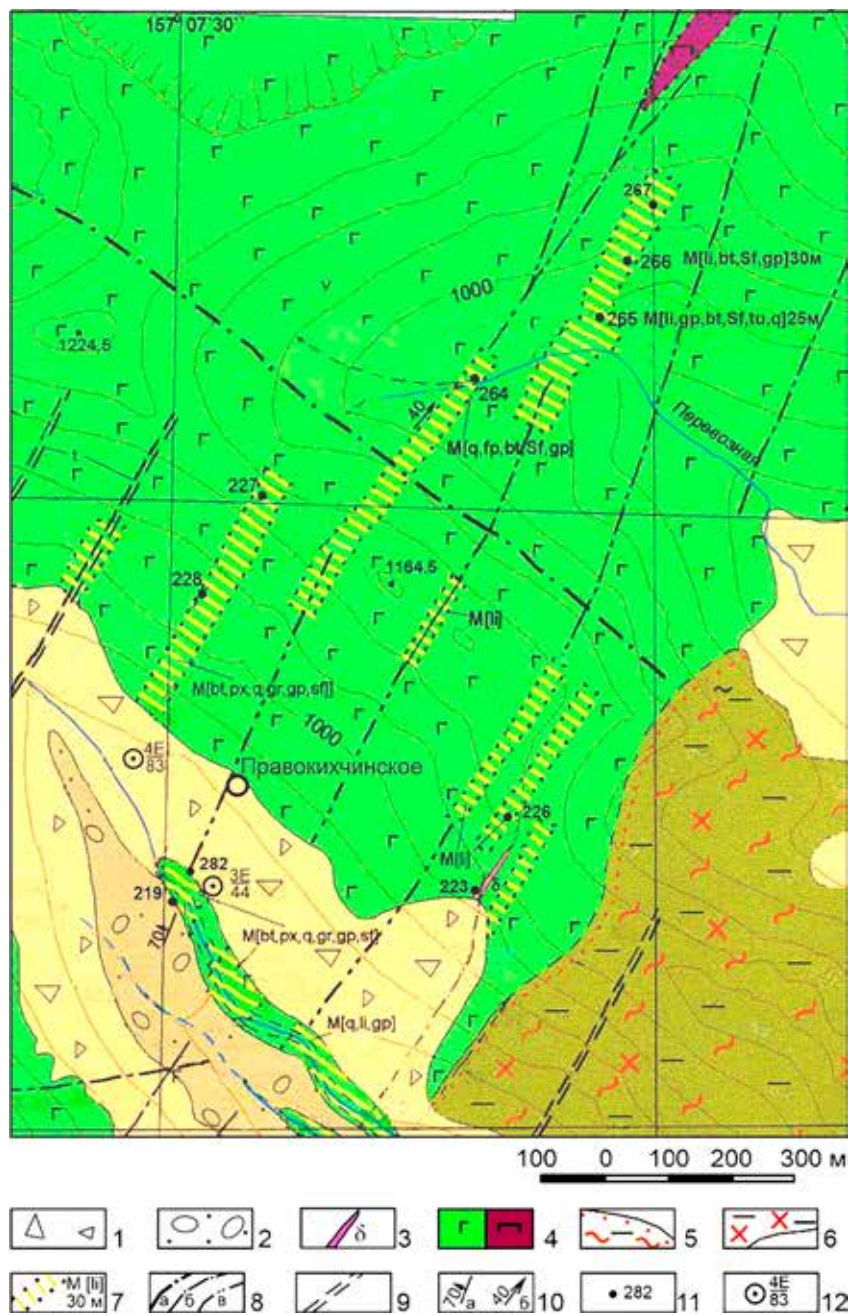 157 07,30''
267
266 М[li,bt,Sf,gp]30м
1000
265 М[li,gp,bt,Sf,tu,q]25м
1224,5
264
40
Перевозная
М[q,fp,bt,Sf,gp]
227
1164.5
228
М[li]
М[bt,px,q,gr,gp,sf]
1000
4Е
83
Правокихчинское
226
М[li]
282
3Е
44
223
δ
219
70
М[bt,px,q,gr,gp,sf]
М[q,li,gp]
100 0 100 200 300 м
1
2
δ 3
4
5
6
М [li]
30 м 7
а б в 8
9
70 а 40 б 10
282 11
4Е
83 12